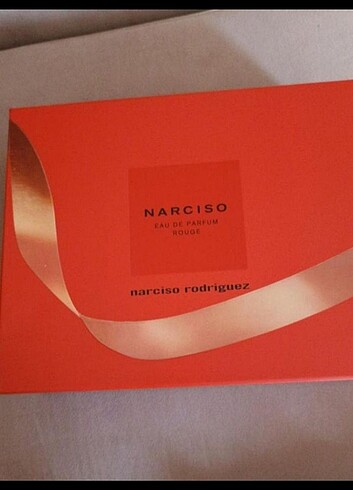 NARCISO
EAU DE PARFUM
ROUGE
narciso rodriguez